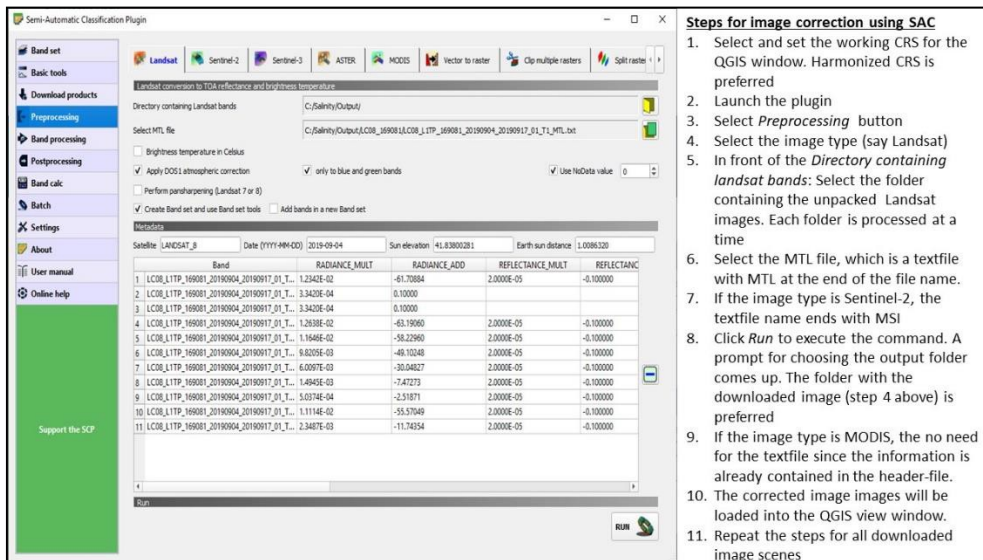 Semi-Automatic Classification Plugin
Band set
Basic tools
Download products
Preprocessing
Band processing
Postprocessing
Band calc
Batch
Settings
About
User manual
Online help
Support the SCP
Landsat Sentinel-2 Sentinel-3 ASTER MODIS Vector to raster Clip multiple rasters Split raster
Landsat conversion to TOA reflectance and brightness temperature
Directory containing Landsat bands C:/Salinity/Output/
Select MTL file C:/Salinity/Output/LC08_169081/LC08_L1TP_169081_20190904_20190917_01_T1_MTL.txt
Brightness temperature in Celsius
Apply DOS1 atmospheric correction only to blue and green bands Use NoData value 0
Perform pansharpening (Landsat 7 or 8)
Create Band set and use Band set tools Add bands in a new Band set
Metadata
Satellite LANDSAT_8 Date (YYYY-MM-DD) 2019-09-04 Sun elevation 41.83800281 Earth sun distance 1.0086320
Band RADIANCE_MULT RADIANCE_ADD REFLECTANCE_MULT REFLECTANC
1 LC08_L1TP_169081_20190904_20190917_01_T... 1.2342E-02 -61.70884 2.0000E-05 -0.100000
2 LC08_L1TP_169081_20190904_20190917_01_T... 3.3420E-04 0.10000
3 LC08_L1TP_169081_20190904_20190917_01_T... 3.3420E-04 0.10000
4 LC08_L1TP_169081_20190904_20190917_01_T... 1.2638E-02 -63.19060 2.0000E-05 -0.100000
5 LC08_L1TP_169081_20190904_20190917_01_T... 1.1646E-02 -58.22960 2.0000E-05 -0.100000
6 LC08_L1TP_169081_20190904_20190917_01_T... 9.8205E-03 -49.10248 2.0000E-05 -0.100000
7 LC08_L1TP_169081_20190904_20190917_01_T... 6.0097E-03 -30.04827 2.0000E-05 -0.100000
8 LC08_L1TP_169081_20190904_20190917_01_T... 1.4945E-03 -7.47273 2.0000E-05 -0.100000
9 LC08_L1TP_169081_20190904_20190917_01_T... 5.0374E-04 -2.51871 2.0000E-05 -0.100000
10 LC08_L1TP_169081_20190904_20190917_01_T... 1.1114E-02 -55.57049 2.0000E-05 -0.100000
11 LC08_L1TP_169081_20190904_20190917_01_T... 2.3487E-03 -11.74354 2.0000E-05 -0.100000
Run
RUN
Steps for image correction using SAC
1. Select and set the working CRS for the
QGIS window. Harmonized CRS is
preferred
2. Launch the plugin
3. Select Preprocessing button
4. Select the image type (say Landsat)
5. In front of the Directory containing
landsat bands: Select the folder
containing the unpacked Landsat
images. Each folder is processed at a
time
6. Select the MTL file, which is a textfile
with MTL at the end of the file name.
7. If the image type is Sentinel-2, the
textfile name ends with MSI
8. Click Run to execute the command. A
prompt for choosing the output folder
comes up. The folder with the
downloaded image (step 4 above) is
preferred
9. If the image type is MODIS, the no need
for the textfile since the information is
already contained in the header-file.
10. The corrected image images will be
loaded into the QGIS view window.
11. Repeat the steps for all downloaded
image scenes